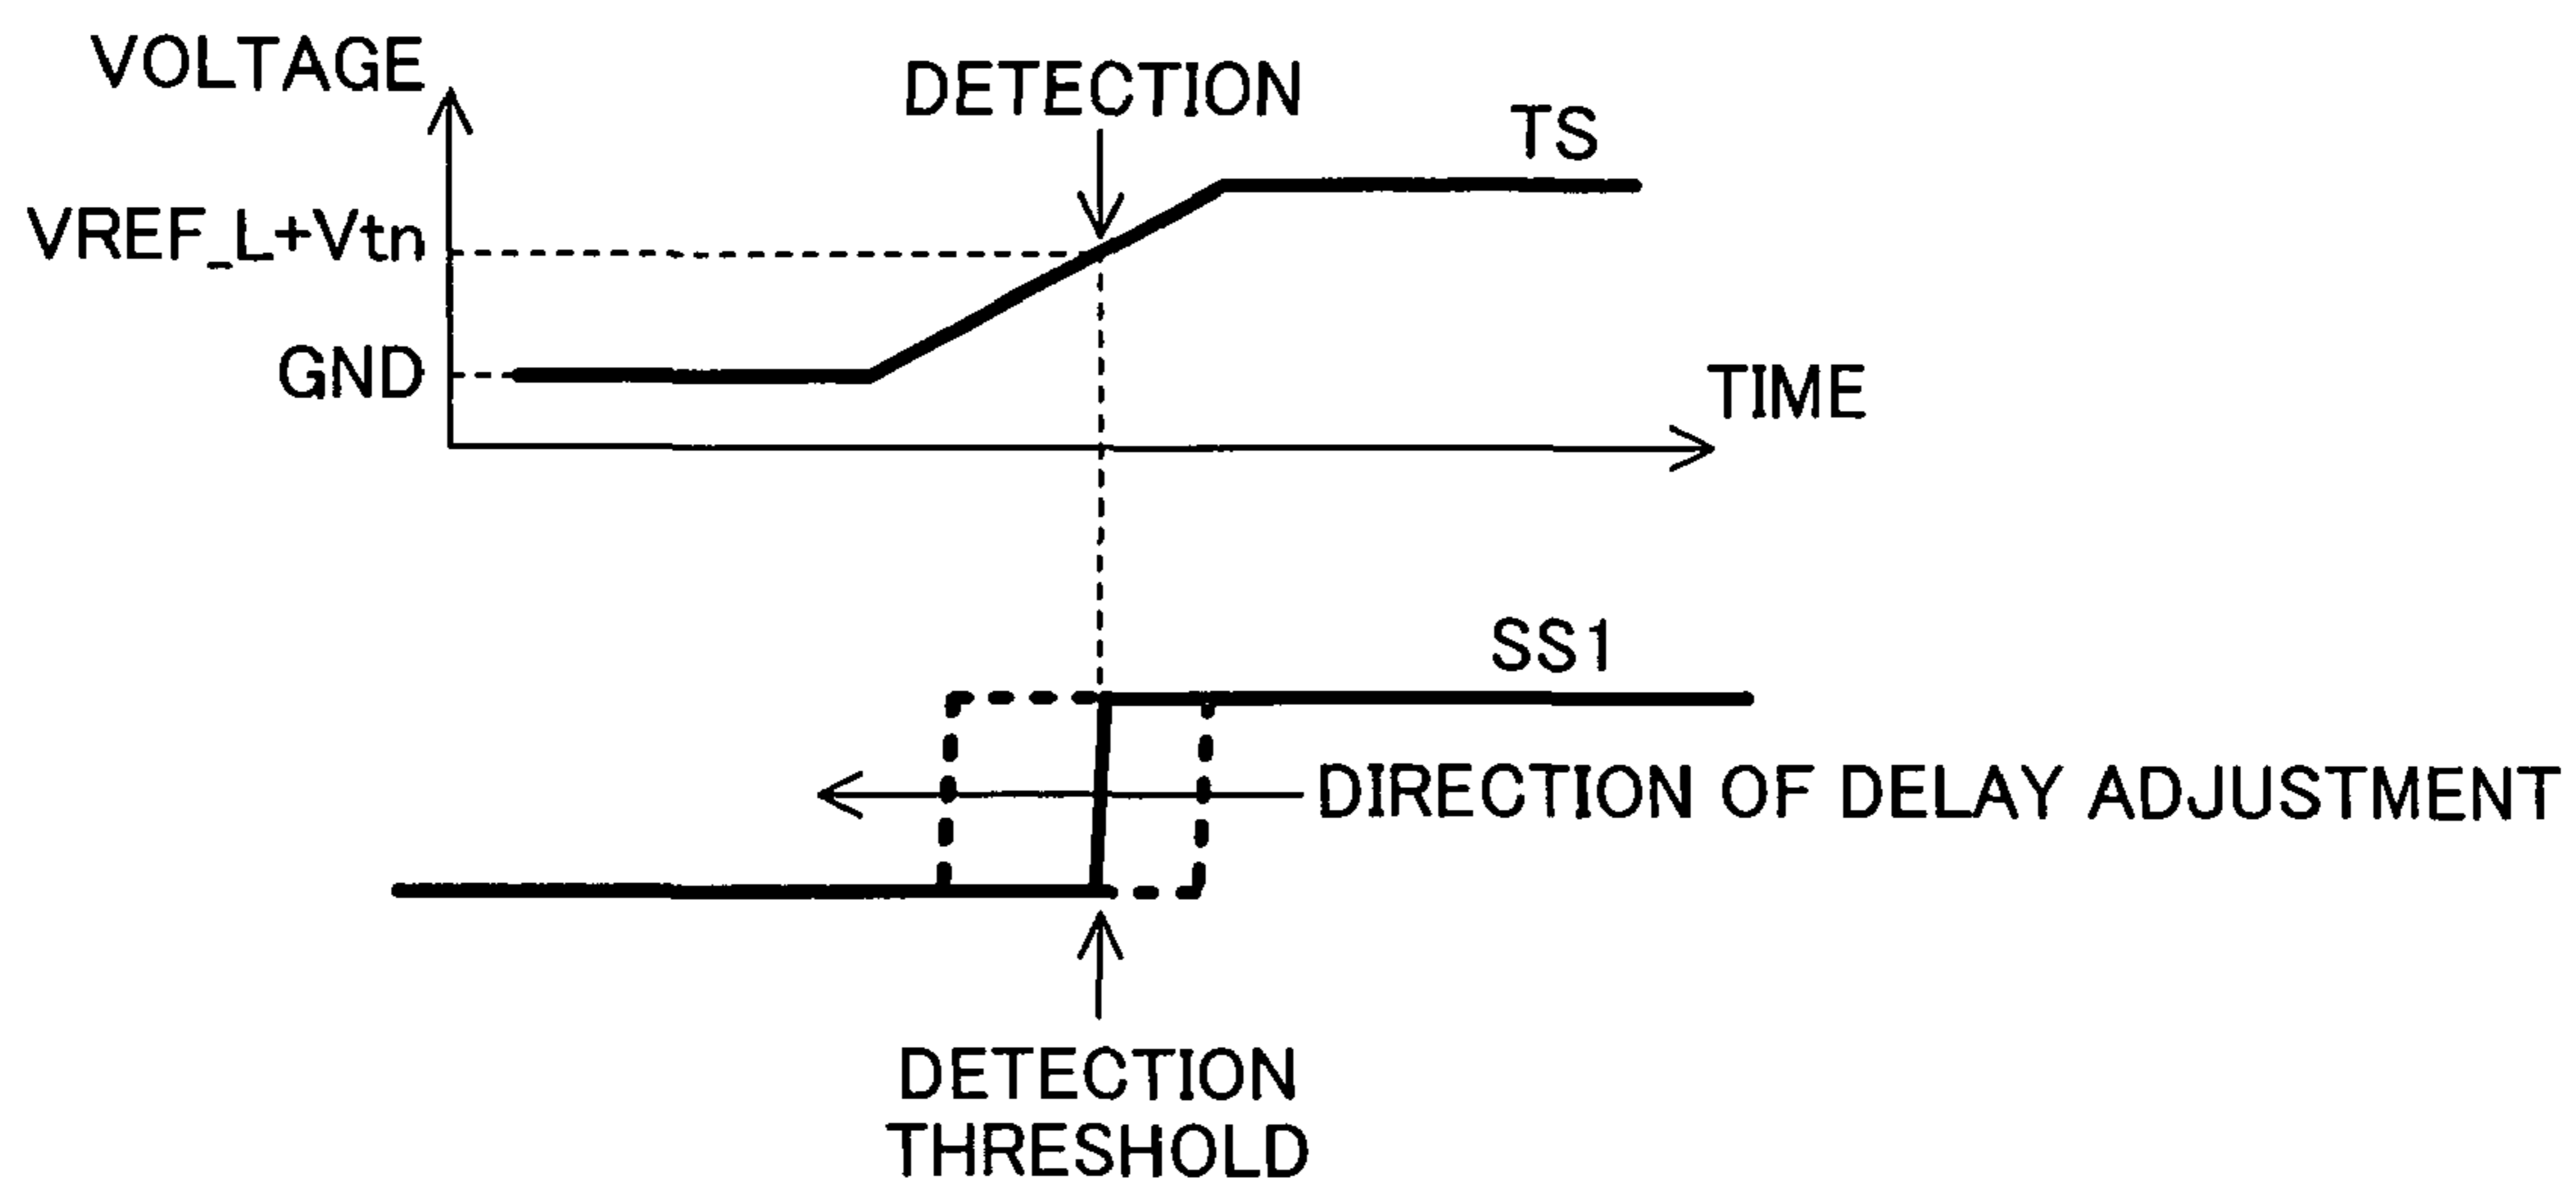 VOLTAGE
DETECTION
TS
VREF_L+Vtn
GND
TIME
SS1
DIRECTION OF DELAY ADJUSTMENT
DETECTION
THRESHOLD